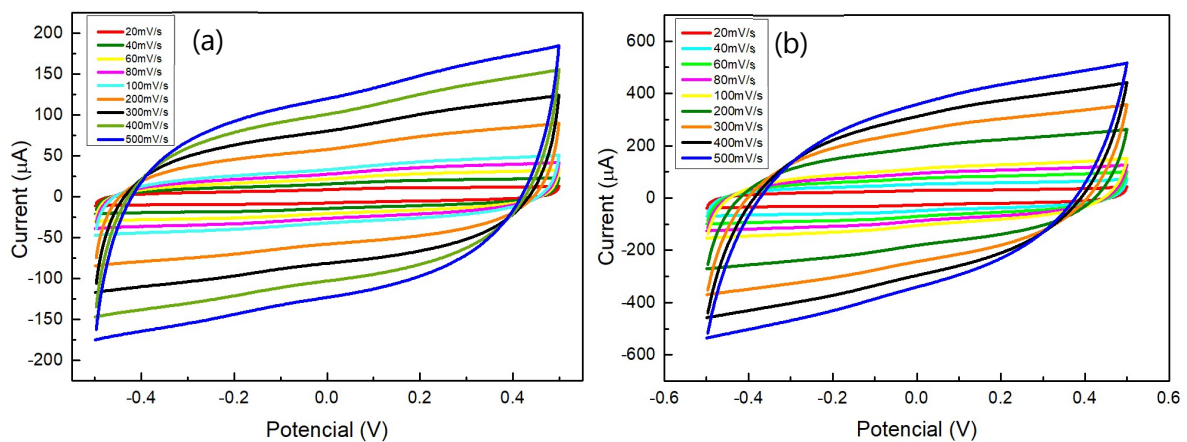 (a)
20mV/s
40mV/s
60mV/s
80mV/s
100mV/s
200mV/s
300mV/s
400mV/s
500mV/s
200
150
100
50
0
-50
-100
-150
-200
Current (μA)
-0.4
-0.2
0.0
0.2
0.4
Potencial (V)
(b)
20mV/s
40mV/s
60mV/s
80mV/s
100mV/s
200mV/s
300mV/s
400mV/s
500mV/s
600
400
200
0
-200
-400
-600
Current (μA)
-0.6
-0.4
-0.2
0.0
0.2
0.4
0.6
Potencial (V)